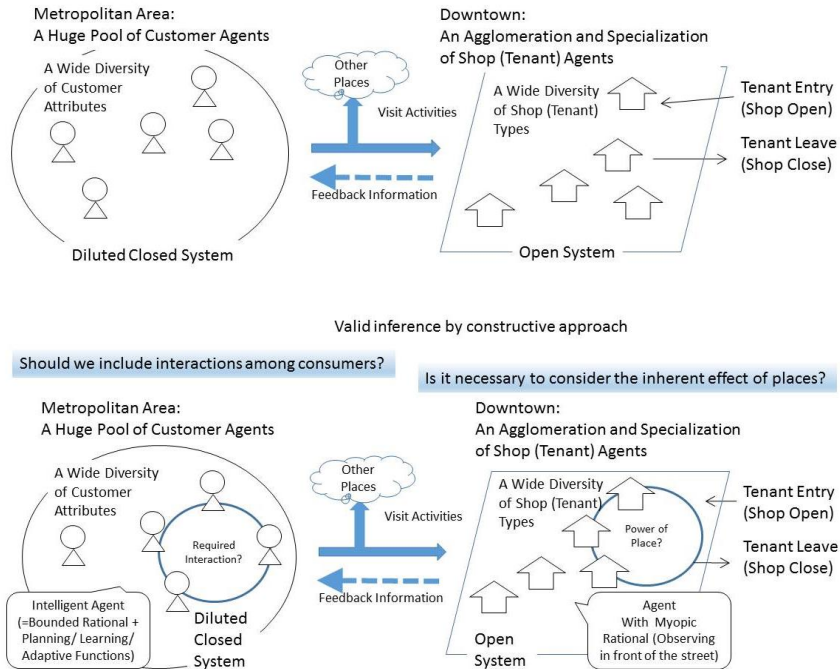 Metropolitan Area:
A Huge Pool of Customer Agents
A Wide Diversity
of Customer
Attributes
Diluted Closed System
Other
Places
Visit Activities
Feedback Information
Downtown:
An Agglomeration and Specialization
of Shop (Tenant) Agents
A Wide Diversity
of Shop (Tenant)
Types
Open System
Tenant Entry
(Shop Open)
Tenant Leave
(Shop Close)
Valid inference by constructive approach
Should we include interactions among consumers?
Is it necessary to consider the inherent effect of places?
Metropolitan Area:
A Huge Pool of Customer Agents
A Wide Diversity
of Customer
Attributes
Required
Interaction?
Intelligent Agent
(=Bounded Rational +
Planning/ Learning/
Adaptive Functions)
Diluted
Closed
System
Other
Places
Visit Activities
Feedback Information
Downtown:
An Agglomeration and Specialization
of Shop (Tenant) Agents
A Wide Diversity
of Shop (Tenant)
Types
Power of
Place?
Tenant Entry
(Shop Open)
Tenant Leave
(Shop Close)
Open
System
Agent
With Myopic
Rational (Observing
in front of the street)